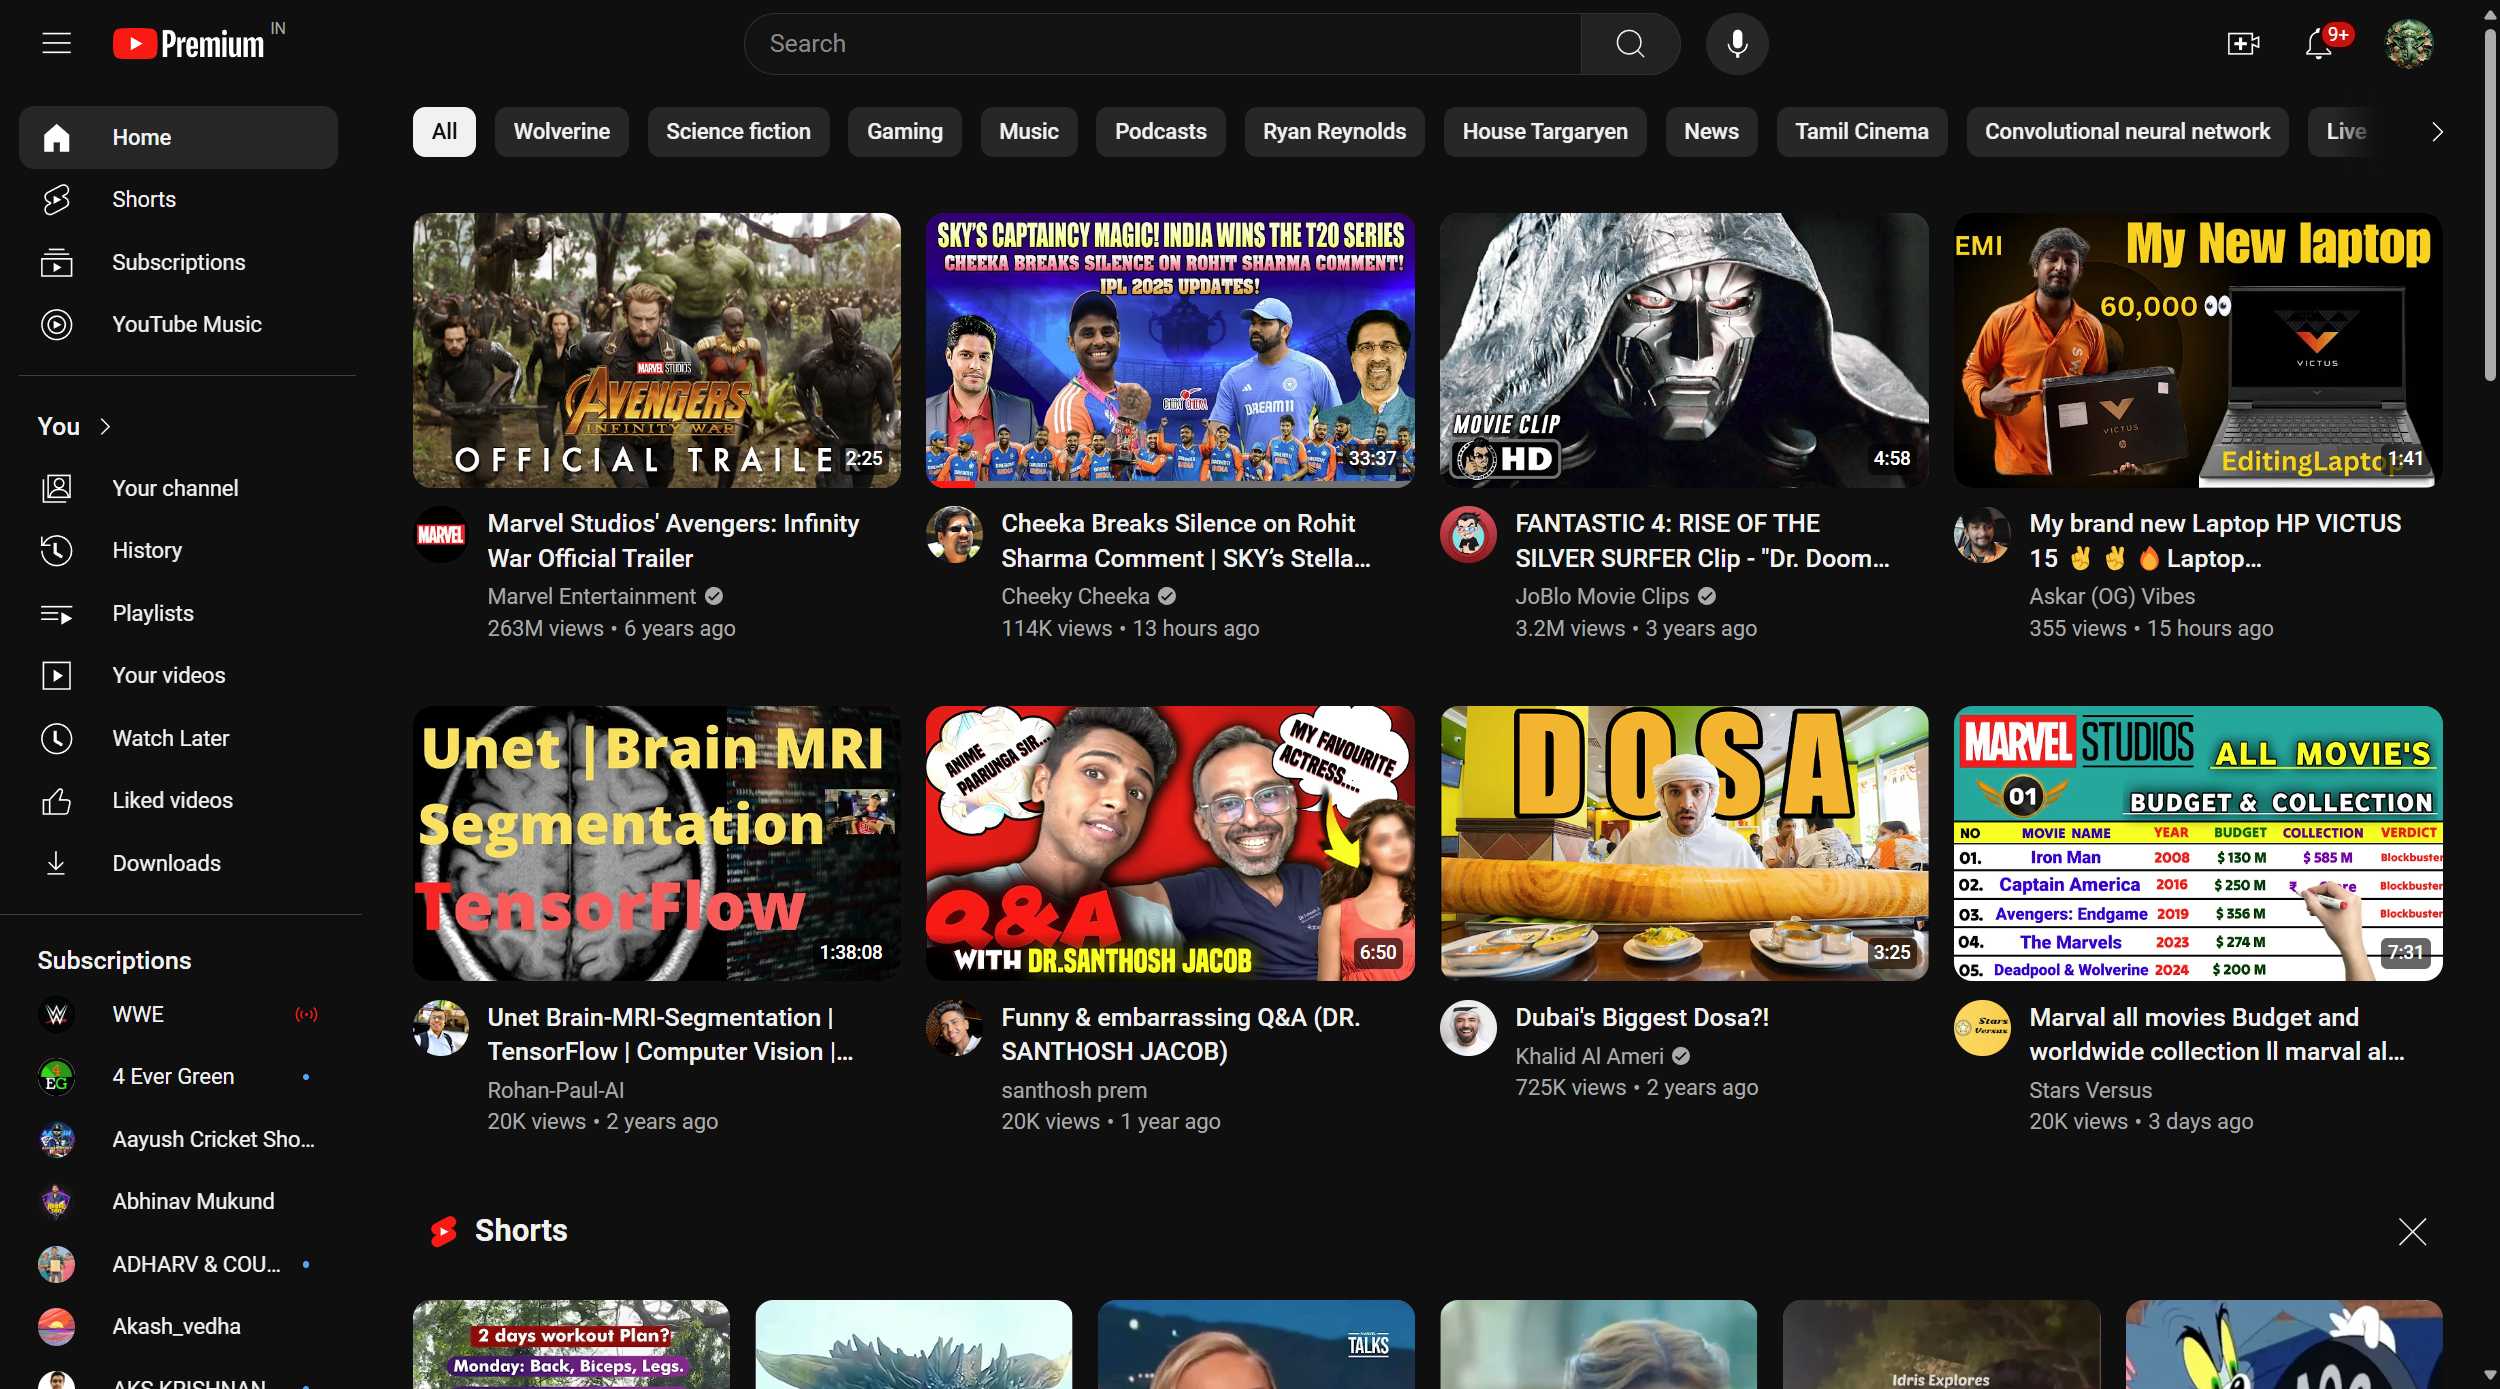 Premium IN
Search
9+
Home
Shorts
Subscriptions
YouTube Music
You
Your channel
History
Playlists
Your videos
Watch Later
Liked videos
Downloads
Subscriptions
WWE
4 Ever Green
Aayush Cricket Sho...
Abhinav Mukund
ADHARV & COU...
Akash_vedha
AKS KRISHNAN
All
Wolverine
Science fiction
Gaming
Music
Podcasts
Ryan Reynolds
House Targaryen
News
Tamil Cinema
Convolutional neural network
Live
MARVEL STUDIOS
AVENGERS
INFINITY WAR
OFFICIAL TRAILE
2:25
MARVEL
Marvel Studios' Avengers: Infinity
War Official Trailer
Marvel Entertainment
263M views • 6 years ago
SKY'S CAPTAINCY MAGIC! INDIA WINS THE T20 SERIES
CHEEKA BREAKS SILENCE ON ROHIT SHARMA COMMENT!
IPL 2025 UPDATES!
DREAM11
33:37
Cheeka Breaks Silence on Rohit
Sharma Comment | SKY’s Stella...
Cheeky Cheeka
114K views • 13 hours ago
MOVIE CLIP
HD
4:58
FANTASTIC 4: RISE OF THE
SILVER SURFER Clip - "Dr. Doom...
JoBlo Movie Clips
3.2M views • 3 years ago
EMI
My New laptop
60,000 👀
VICTUS
VICTUS
EditingLaptop
1:41
My brand new Laptop HP VICTUS
15 ✌️ ✌️ 🔥 Laptop...
Askar (OG) Vibes
355 views • 15 hours ago
Unet | Brain MRI
Segmentation
TensorFlow
1:38:08
Unet Brain-MRI-Segmentation |
TensorFlow | Computer Vision |...
Rohan-Paul-AI
20K views • 2 years ago
ANIME
PAARUNGA SIR...
MY FAVOURITE
ACTRESS....
Q&A
WITH DR.SANTHOSH JACOB
6:50
Funny & embarrassing Q&A (DR.
SANTHOSH JACOB)
santhosh prem
20K views • 1 year ago
DOSA
3:25
Dubai's Biggest Dosa?!
Khalid Al Ameri
725K views • 2 years ago
MARVEL STUDIOS
ALL MOVIE'S
01
BUDGET & COLLECTION
NO MOVIE NAME YEAR BUDGET COLLECTION VERDICT
01. Iron Man 2008 $ 130 M $ 585 M Blockbuster
02. Captain America 2016 $ 250 M Blockbuster
03. Avengers: Endgame 2019 $ 356 M Blockbuster
04. The Marvels 2023 $ 274 M
05. Deadpool & Wolverine 2024 $ 200 M
7:31
Stars
Versus
Marval all movies Budget and
worldwide collection ll marval al...
Stars Versus
20K views • 3 days ago
Shorts
2 days workout Plan?
Monday: Back, Biceps, Legs.
TALKS
Idris Explores